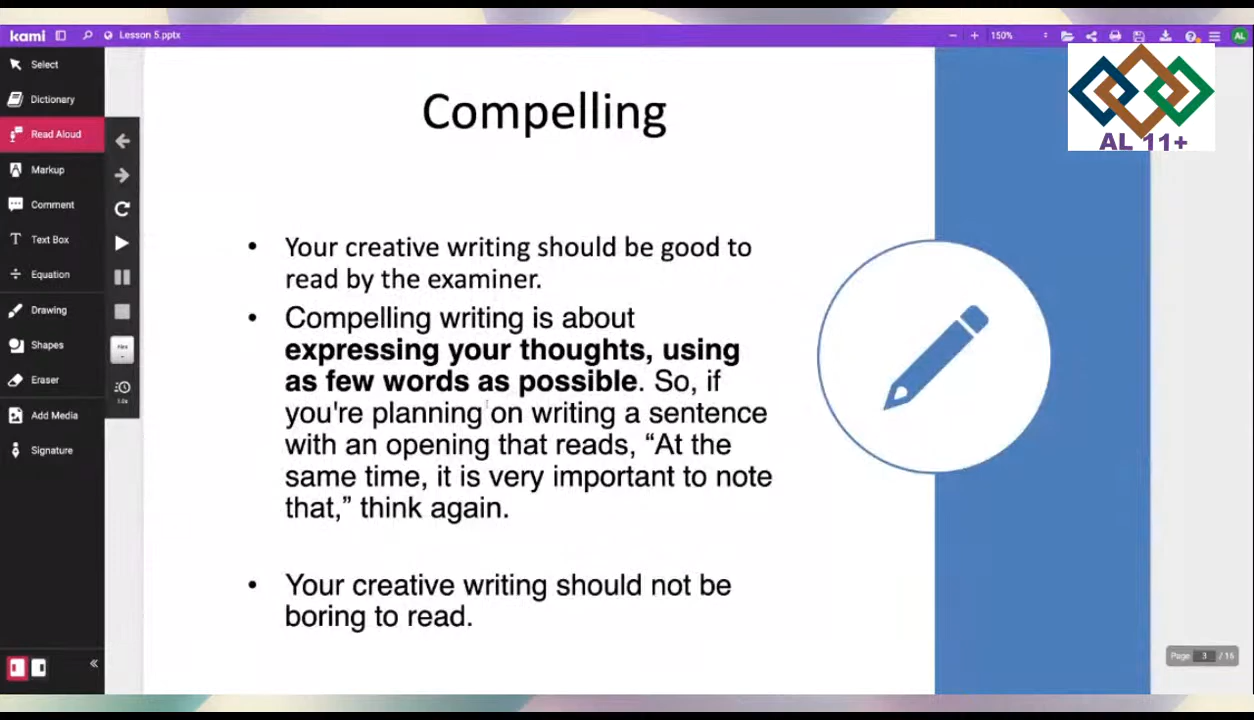 kami
Lesson 5.pptx
150%
AL
Select
Dictionary
Read Aloud
Markup
Comment
Text Box
Equation
Drawing
Shapes
Eraser
Add Media
Signature
1.0x
AL 11+
Compelling
• Your creative writing should be good to
read by the examiner.
• Compelling writing is about
expressing your thoughts, using
as few words as possible. So, if
you're planning on writing a sentence
with an opening that reads, “At the
same time, it is very important to note
that,” think again.
• Your creative writing should not be
boring to read.
Page 3 / 16